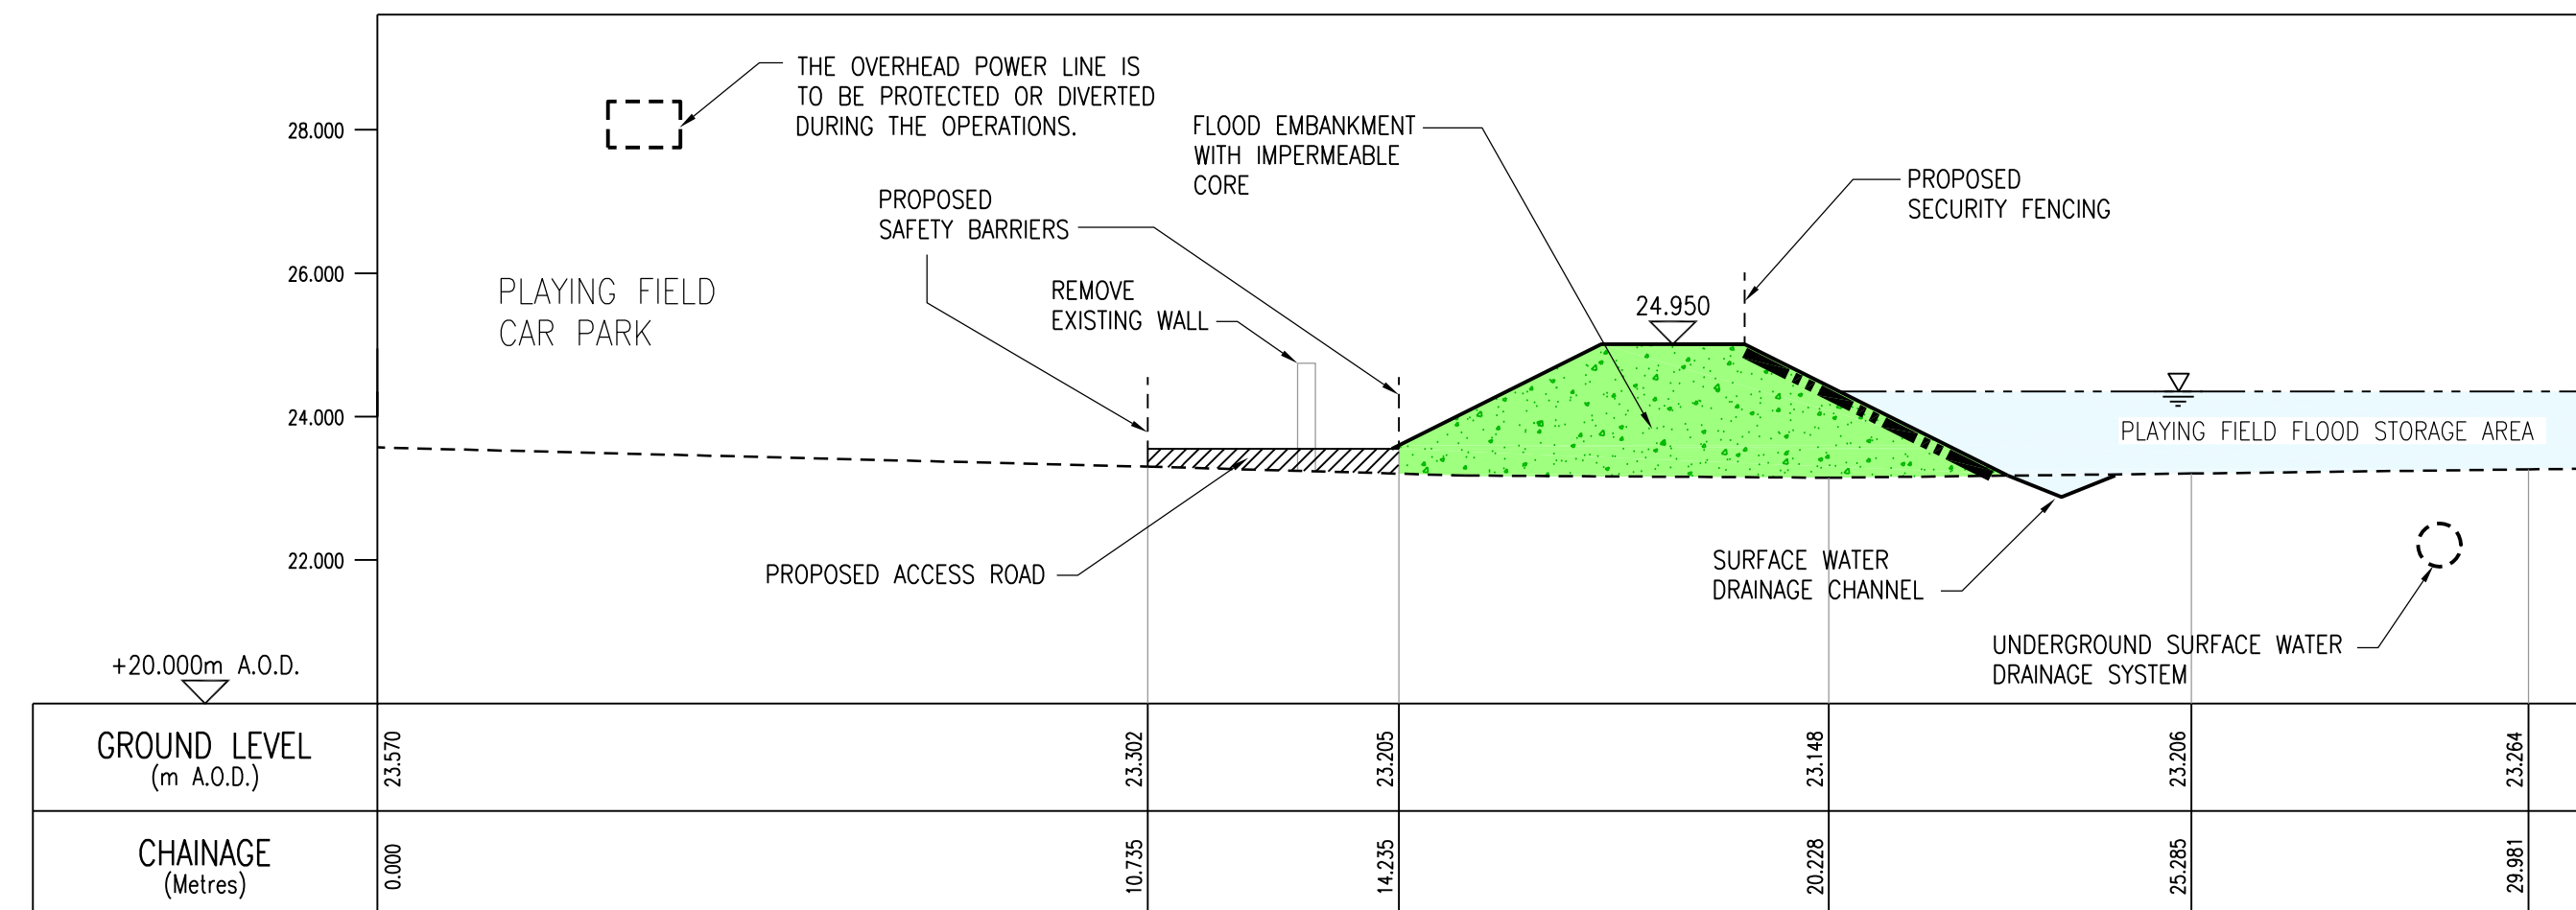 THE OVERHEAD POWER LINE IS
TO BE PROTECTED OR DIVERTED
DURING THE OPERATIONS.
28.000
FLOOD EMBANKMENT
WITH IMPERMEABLE
CORE
PROPOSED
SECURITY FENCING
PROPOSED
SAFETY BARRIERS
26.000
PLAYING FIELD
CAR PARK
REMOVE
EXISTING WALL
24.950
24.000
PLAYING FIELD FLOOD STORAGE AREA
22.000
PROPOSED ACCESS ROAD
SURFACE WATER
DRAINAGE CHANNEL
UNDERGROUND SURFACE WATER
DRAINAGE SYSTEM
+20.000m A.O.D.
GROUND LEVEL
(m A.O.D.)
23.570
23.302
23.205
23.148
23.206
23.264
CHAINAGE
(Metres)
0.000
10.735
14.235
20.228
25.285
29.981